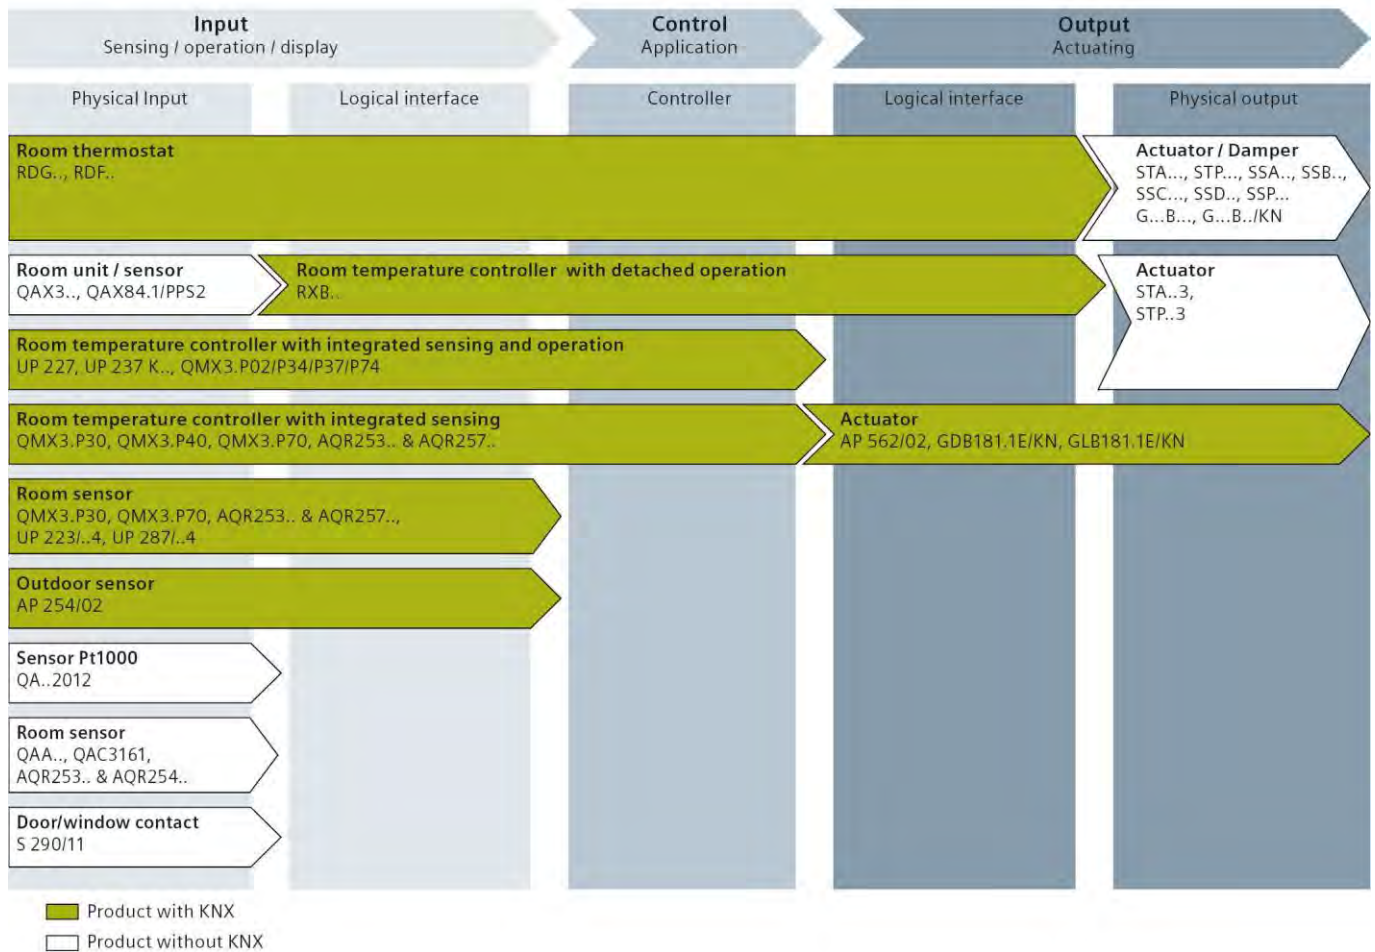 Input
Sensing / operation / display
Control
Application
Output
Actuating
Physical Input
Logical interface
Controller
Logical interface
Physical output
Room thermostat
RDG.., RDF..
Actuator / Damper
STA..., STP..., SSA.., SSB..,
SSC..., SSD.., SSP...
G...B..., G...B../KN
Room unit / sensor
QAX3.., QAX84.1/PPS2
Room temperature controller with detached operation
RXB..
Actuator
STA..3,
STP..3
Room temperature controller with integrated sensing and operation
UP 227, UP 237 K.., QMX3.P02/P34/P37/P74
Room temperature controller with integrated sensing
QMX3.P30, QMX3.P40, QMX3.P70, AQR253.. & AQR257..
Actuator
AP 562/02, GDB181.1E/KN, GLB181.1E/KN
Room sensor
QMX3.P30, QMX3.P70, AQR253.. & AQR257..,
UP 223/..4, UP 287/..4
Outdoor sensor
AP 254/02
Sensor Pt1000
QA..2012
Room sensor
QAA.., QAC3161,
AQR253.. & AQR254..
Door/window contact
S 290/11
Product with KNX
Product without KNX